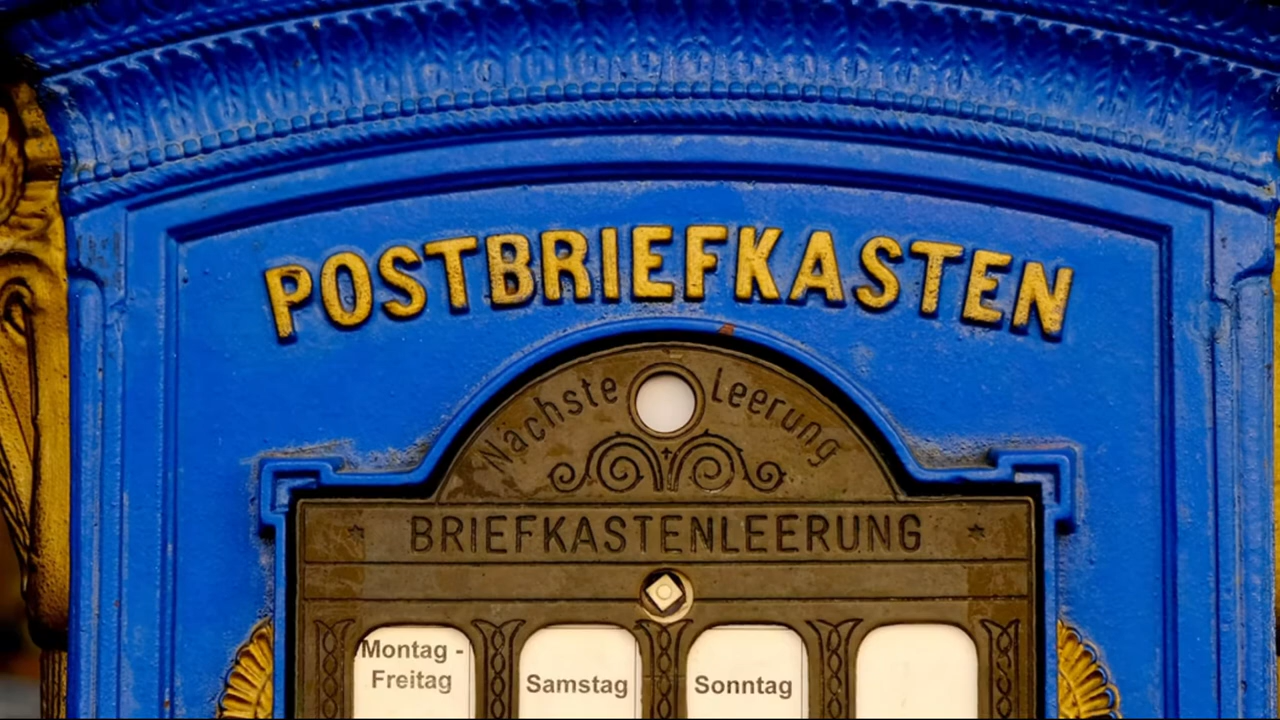 POSTBRIEFKASTEN
Nächste Leerung
BRIEFKASTENLEERUNG
Montag -
Freitag
Samstag
Sonntag